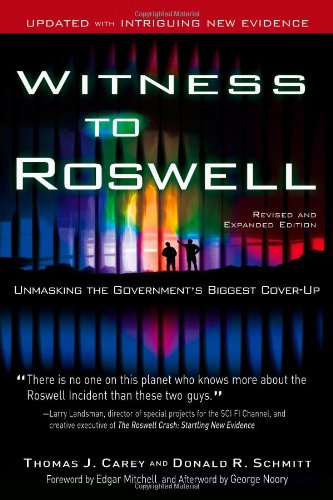 UPDATED WITH INTRIGUING NEW EVIDENCE
WITNESS
TO
ROSWELL
REVISED AND
EXPANDED EDITION
UNMASKING THE GOVERNMENT'S BIGGEST COVER-UP
"There is no one on this planet who knows more about the
Roswell Incident than these two guys."
—Larry Landsman, director of special projects for the SCI FI Channel, and
creative executive of The Roswell Crash: Startling New Evidence
THOMAS J. CAREY AND DONALD R. SCHMITT
Foreword by Edgar Mitchell and Afterword by George Noory
Copyrighted Material